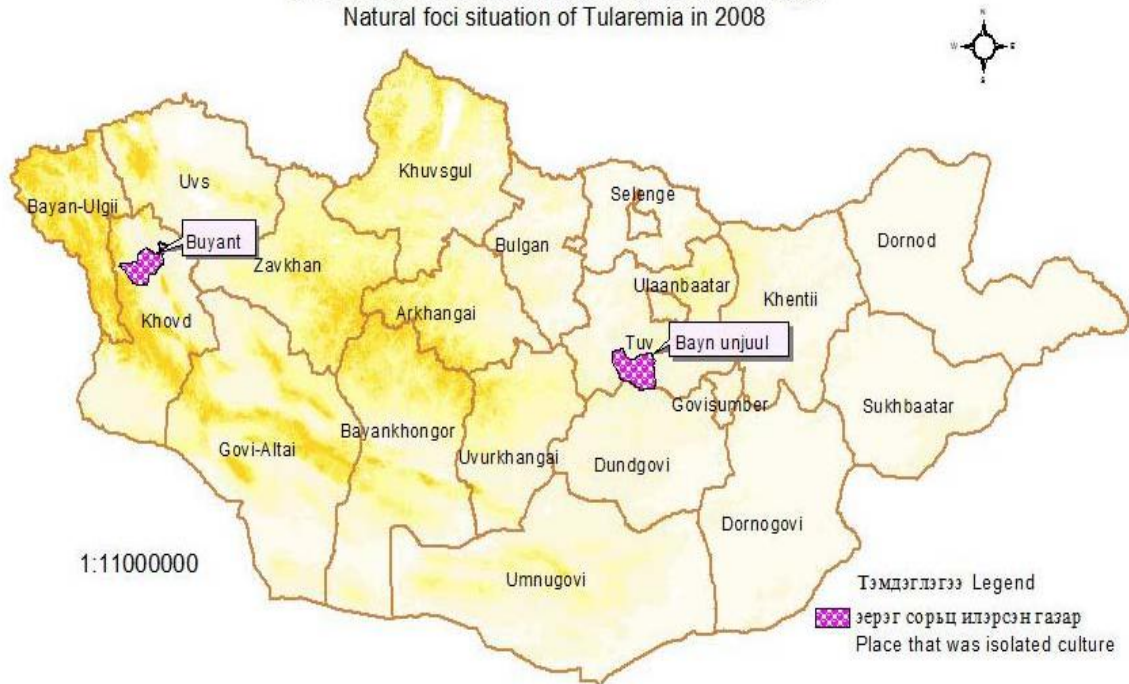 Natural foci situation of Tularemia in 2008
N
W E
S
Khuvsgul
Uvs
Selenge
Bayan-Ulgii
Buyant
Bulgan
Dornod
Zavkhan
Ulaanbaatar
Khentii
Arkhangai
Khovd
Tuv
Bayn unjuul
Govisumber
Sukhbaatar
Bayankhongor
Govi-Altai
Uvurkhangai
Dundgovi
Dornogovi
1:11000000
Umnugovi
Тэмдэглэгээ Legend
эерэг сорьц илэрсэн газар
Place that was isolated culture